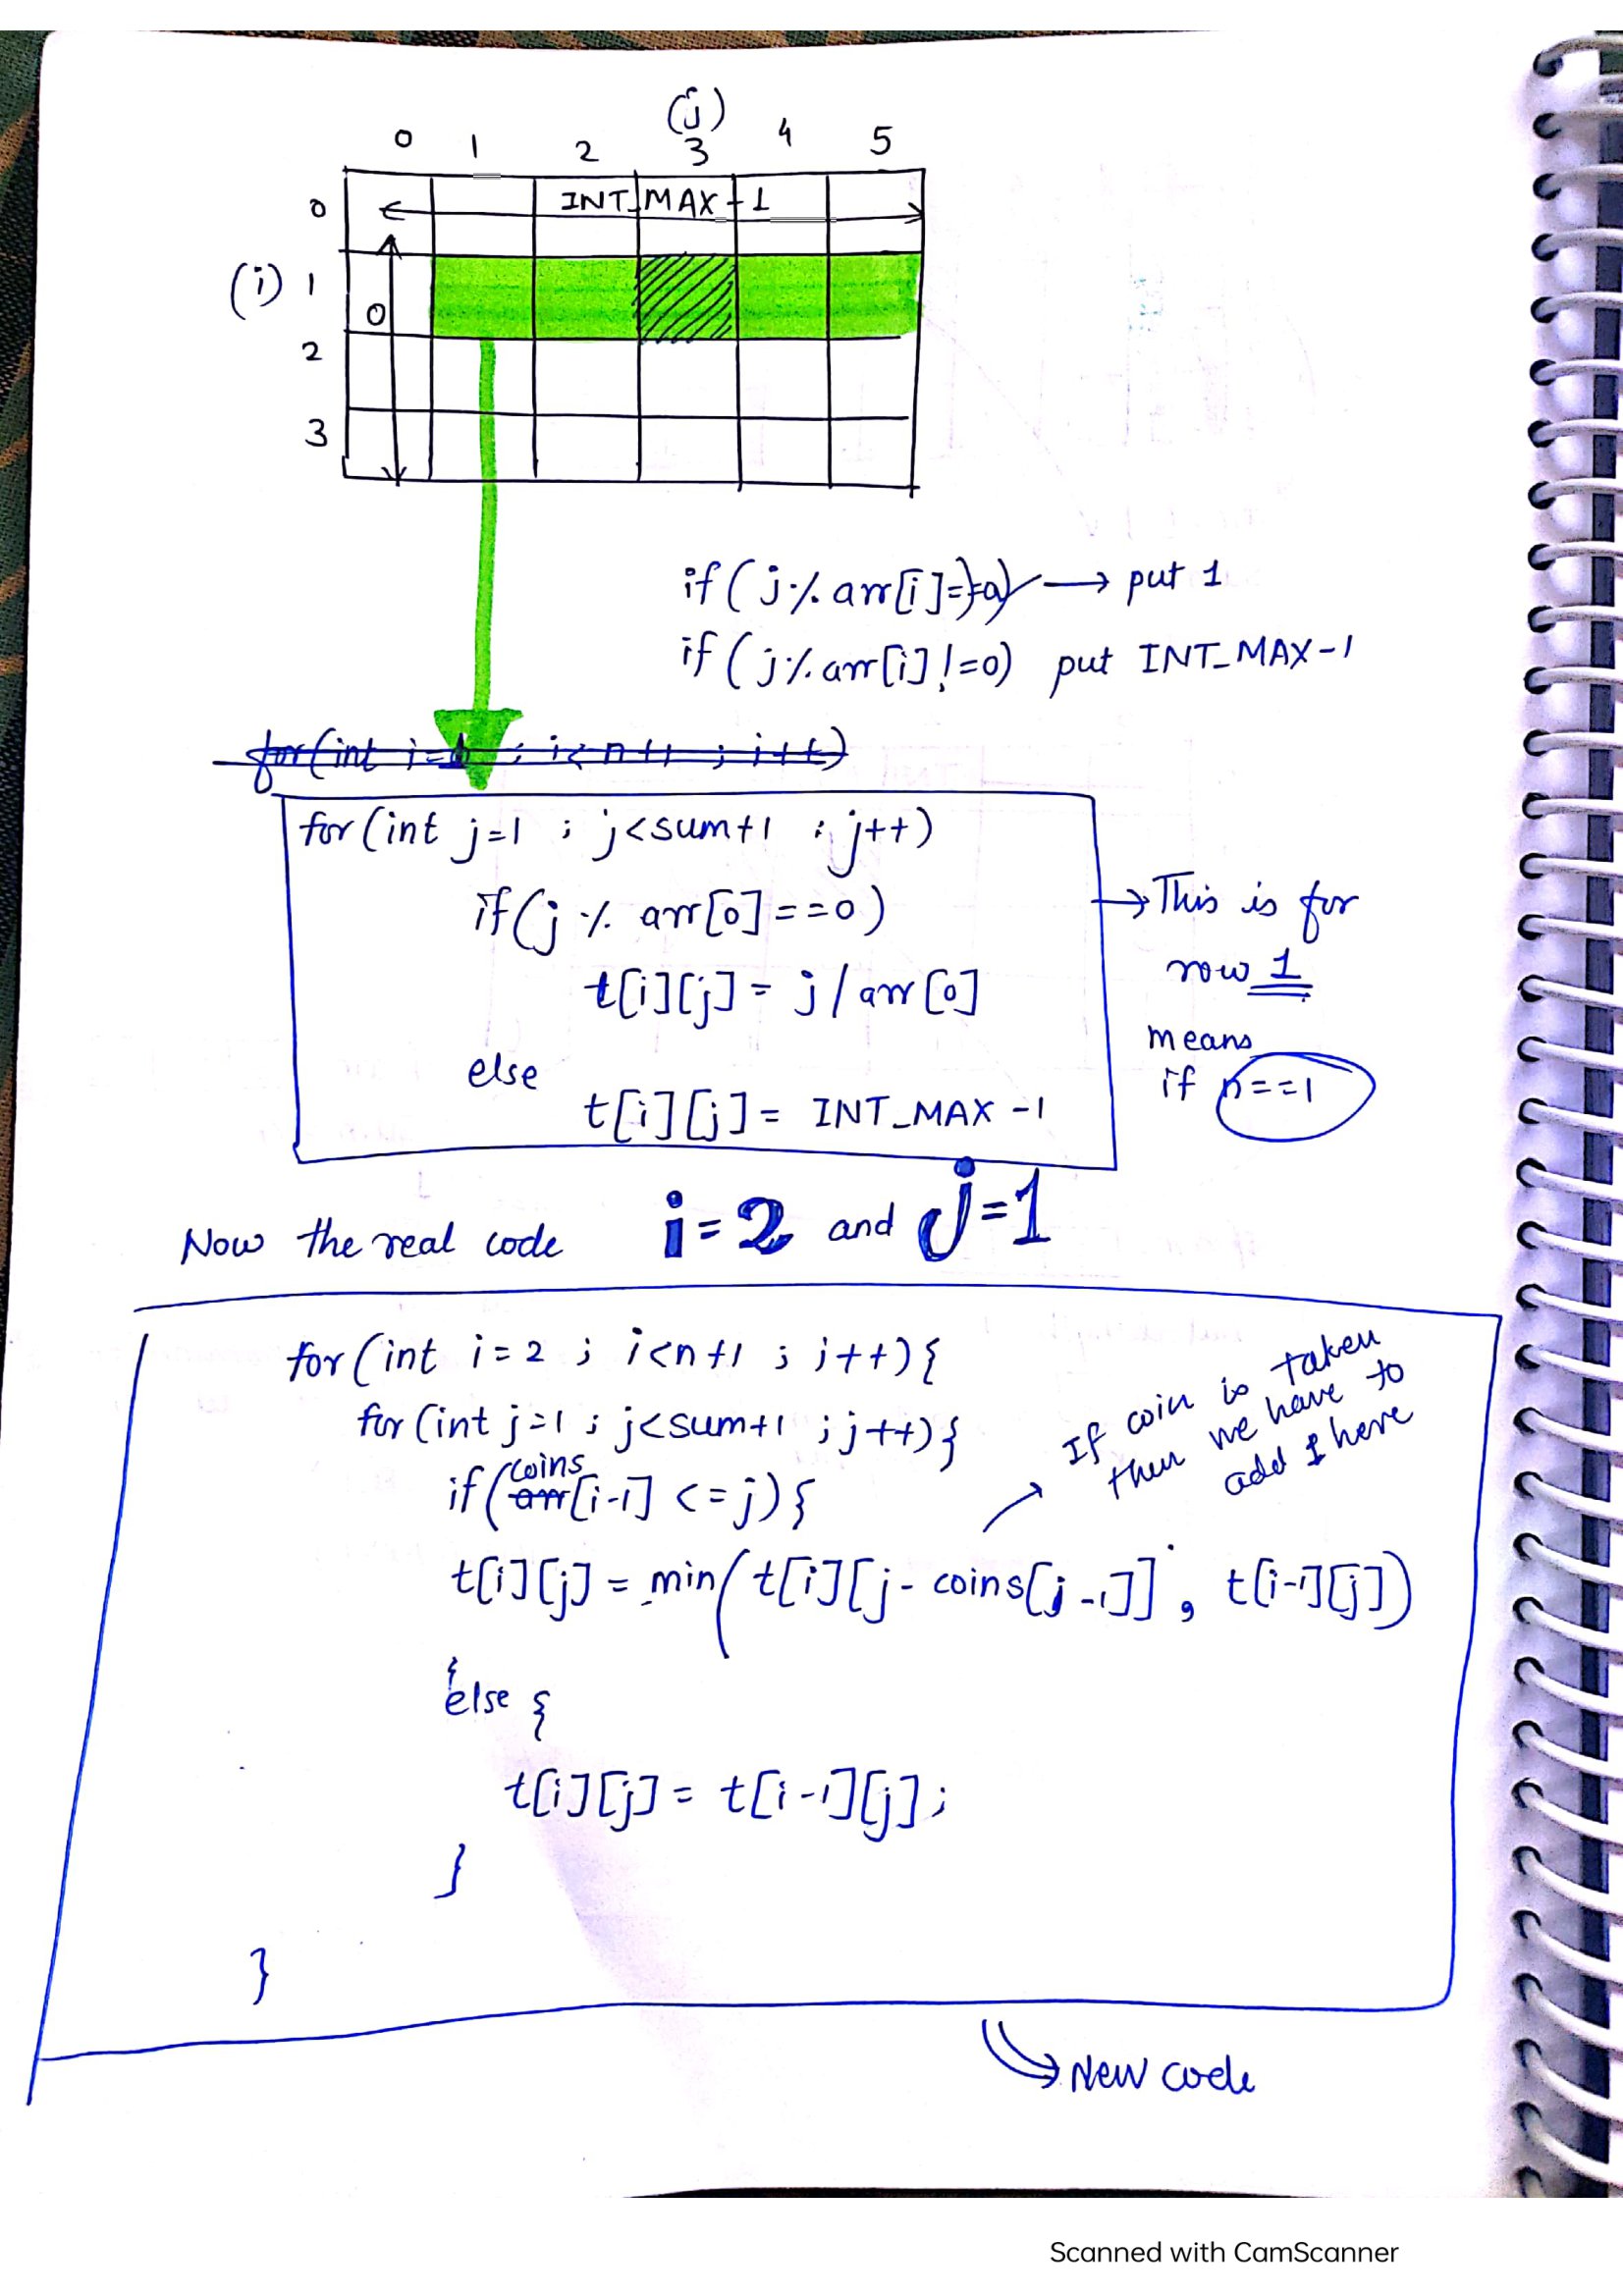 (j)
0 1 2 3 4 5
0 INT_MAX-1
(i) 1
0
2
3
if(j % arr[i]==0) → put 1
if(j % arr[i]!=0) put INT_MAX-1
for(int i=1 ; i<n+1 ; i++)
for(int j=1 ; j<sum+1 ; j++)
if(j % arr[0]==0)
t[i][j] = j/arr[0]
else
t[i][j] = INT_MAX -1
→ This is for
row 1
means
if n==1
Now the real code i=2 and j=1
for(int i=2 ; i<n+1 ; i++){
for(int j=1 ; j<sum+1 ; j++){
coins
if(arr[i-1] <=j){
t[i][j] = min(t[i][j- coins[j-1]], t[i-1][j])
→ If coin is taken
then we have to
add 1 here
}
else {
t[i][j] = t[i-1][j];
}
}
New code
Scanned with CamScanner